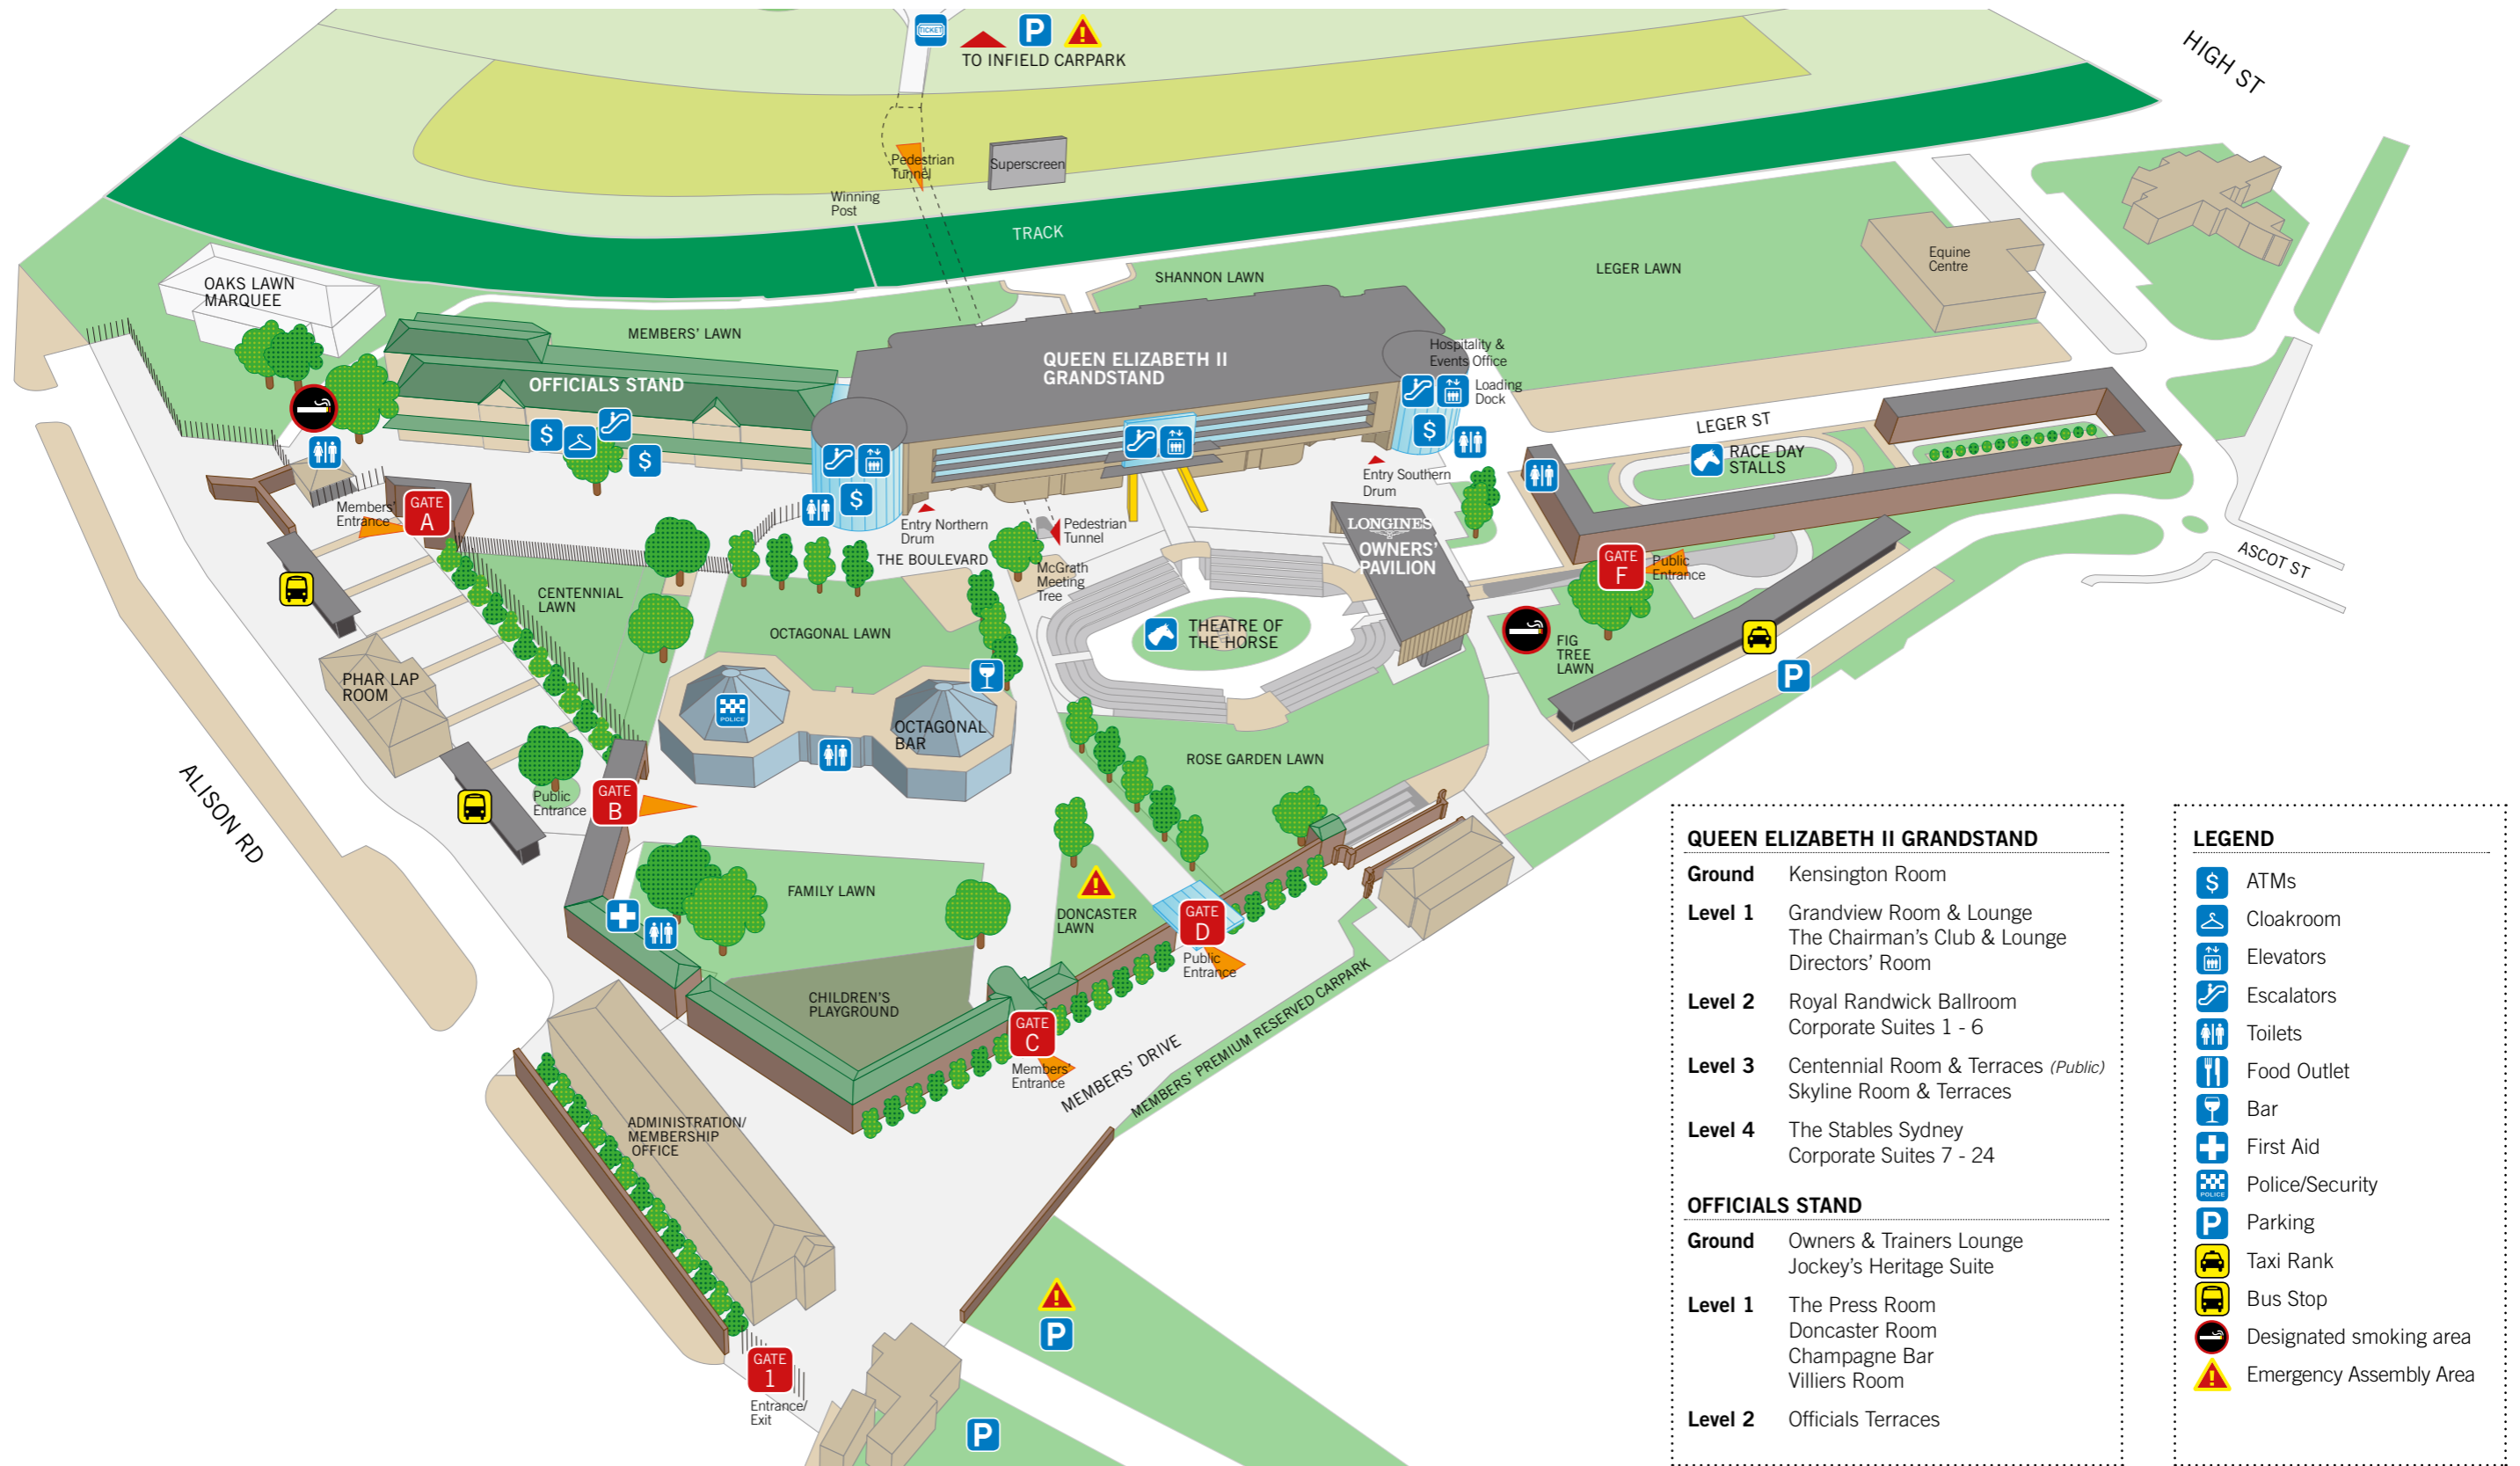 TICKET
P
TO INFIELD CARPARK
HIGH ST
Pedestrian
Tunnel
Superscreen
Winning
Post
TRACK
SHANNON LAWN
LEGER LAWN
Equine
Centre
OAKS LAWN
MARQUEE
MEMBERS' LAWN
QUEEN ELIZABETH II
GRANDSTAND
Hospitality &
Events Office
Loading
Dock
OFFICIALS STAND
LEGER ST
RACE DAY
STALLS
$
$
$
$
Entry Southern
Drum
Members'
Entrance
GATE
A
Entry Northern
Drum
Pedestrian
Tunnel
THE BOULEVARD
McGrath
Meeting
Tree
LONGINES
OWNERS'
PAVILION
GATE
F
Public
Entrance
ASCOT ST
CENTENNIAL
LAWN
OCTAGONAL LAWN
THEATRE OF
THE HORSE
FIG
TREE
LAWN
P
PHAR LAP
ROOM
POLICE
OCTAGONAL
BAR
ROSE GARDEN LAWN
ALISON RD
Public
Entrance
GATE
B
FAMILY LAWN
DONCASTER
LAWN
GATE
D
Public
Entrance
CHILDREN'S
PLAYGROUND
GATE
C
Members'
Entrance
MEMBERS' DRIVE
MEMBERS' PREMIUM RESERVED CARPARK
ADMINISTRATION/
MEMBERSHIP
OFFICE
P
GATE
1
Entrance/
Exit
P
QUEEN ELIZABETH II GRANDSTAND
Ground Kensington Room
Level 1 Grandview Room & Lounge
The Chairman's Club & Lounge
Directors' Room
Level 2 Royal Randwick Ballroom
Corporate Suites 1 - 6
Level 3 Centennial Room & Terraces (Public)
Skyline Room & Terraces
Level 4 The Stables Sydney
Corporate Suites 7 - 24
OFFICIALS STAND
Ground Owners & Trainers Lounge
Jockey's Heritage Suite
Level 1 The Press Room
Doncaster Room
Champagne Bar
Villiers Room
Level 2 Officials Terraces
LEGEND
$ ATMs
Cloakroom
Elevators
Escalators
Toilets
Food Outlet
Bar
First Aid
POLICE Police/Security
P Parking
Taxi Rank
Bus Stop
Designated smoking area
Emergency Assembly Area